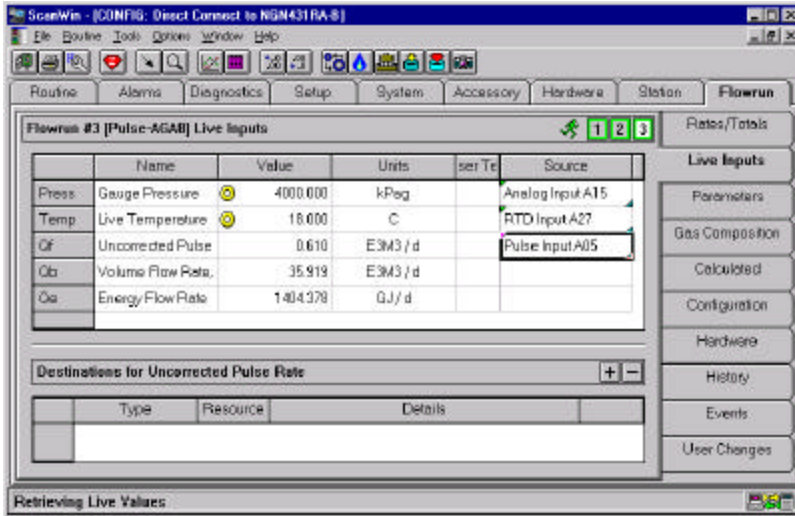 ScanWin - [CONFIG: Direct Connect to NGN431RA-8]
File Routine Tools Options Window Help
Routine Alarms Diagnostics Setup System Accessory Hardware Station Flowrun
Flowrun #3 [Pulse-AGA8] Live Inputs 1 2 3
Name Value Units ser Te Source
Press Gauge Pressure 4000.000 kPag Analog Input A15
Temp Live Temperature 18.000 C RTD Input A27
Qf Uncorrected Pulse 0.610 E3M3 / d Pulse Input A05
Qb Volume Flow Rate, 35.919 E3M3 / d
Qe Energy Flow Rate 1404.378 GJ / d
Destinations for Uncorrected Pulse Rate + −
Type Resource Details
Rates/Totals
Live Inputs
Parameters
Gas Composition
Calculated
Configuration
Hardware
History
Events
User Changes
Retrieving Live Values